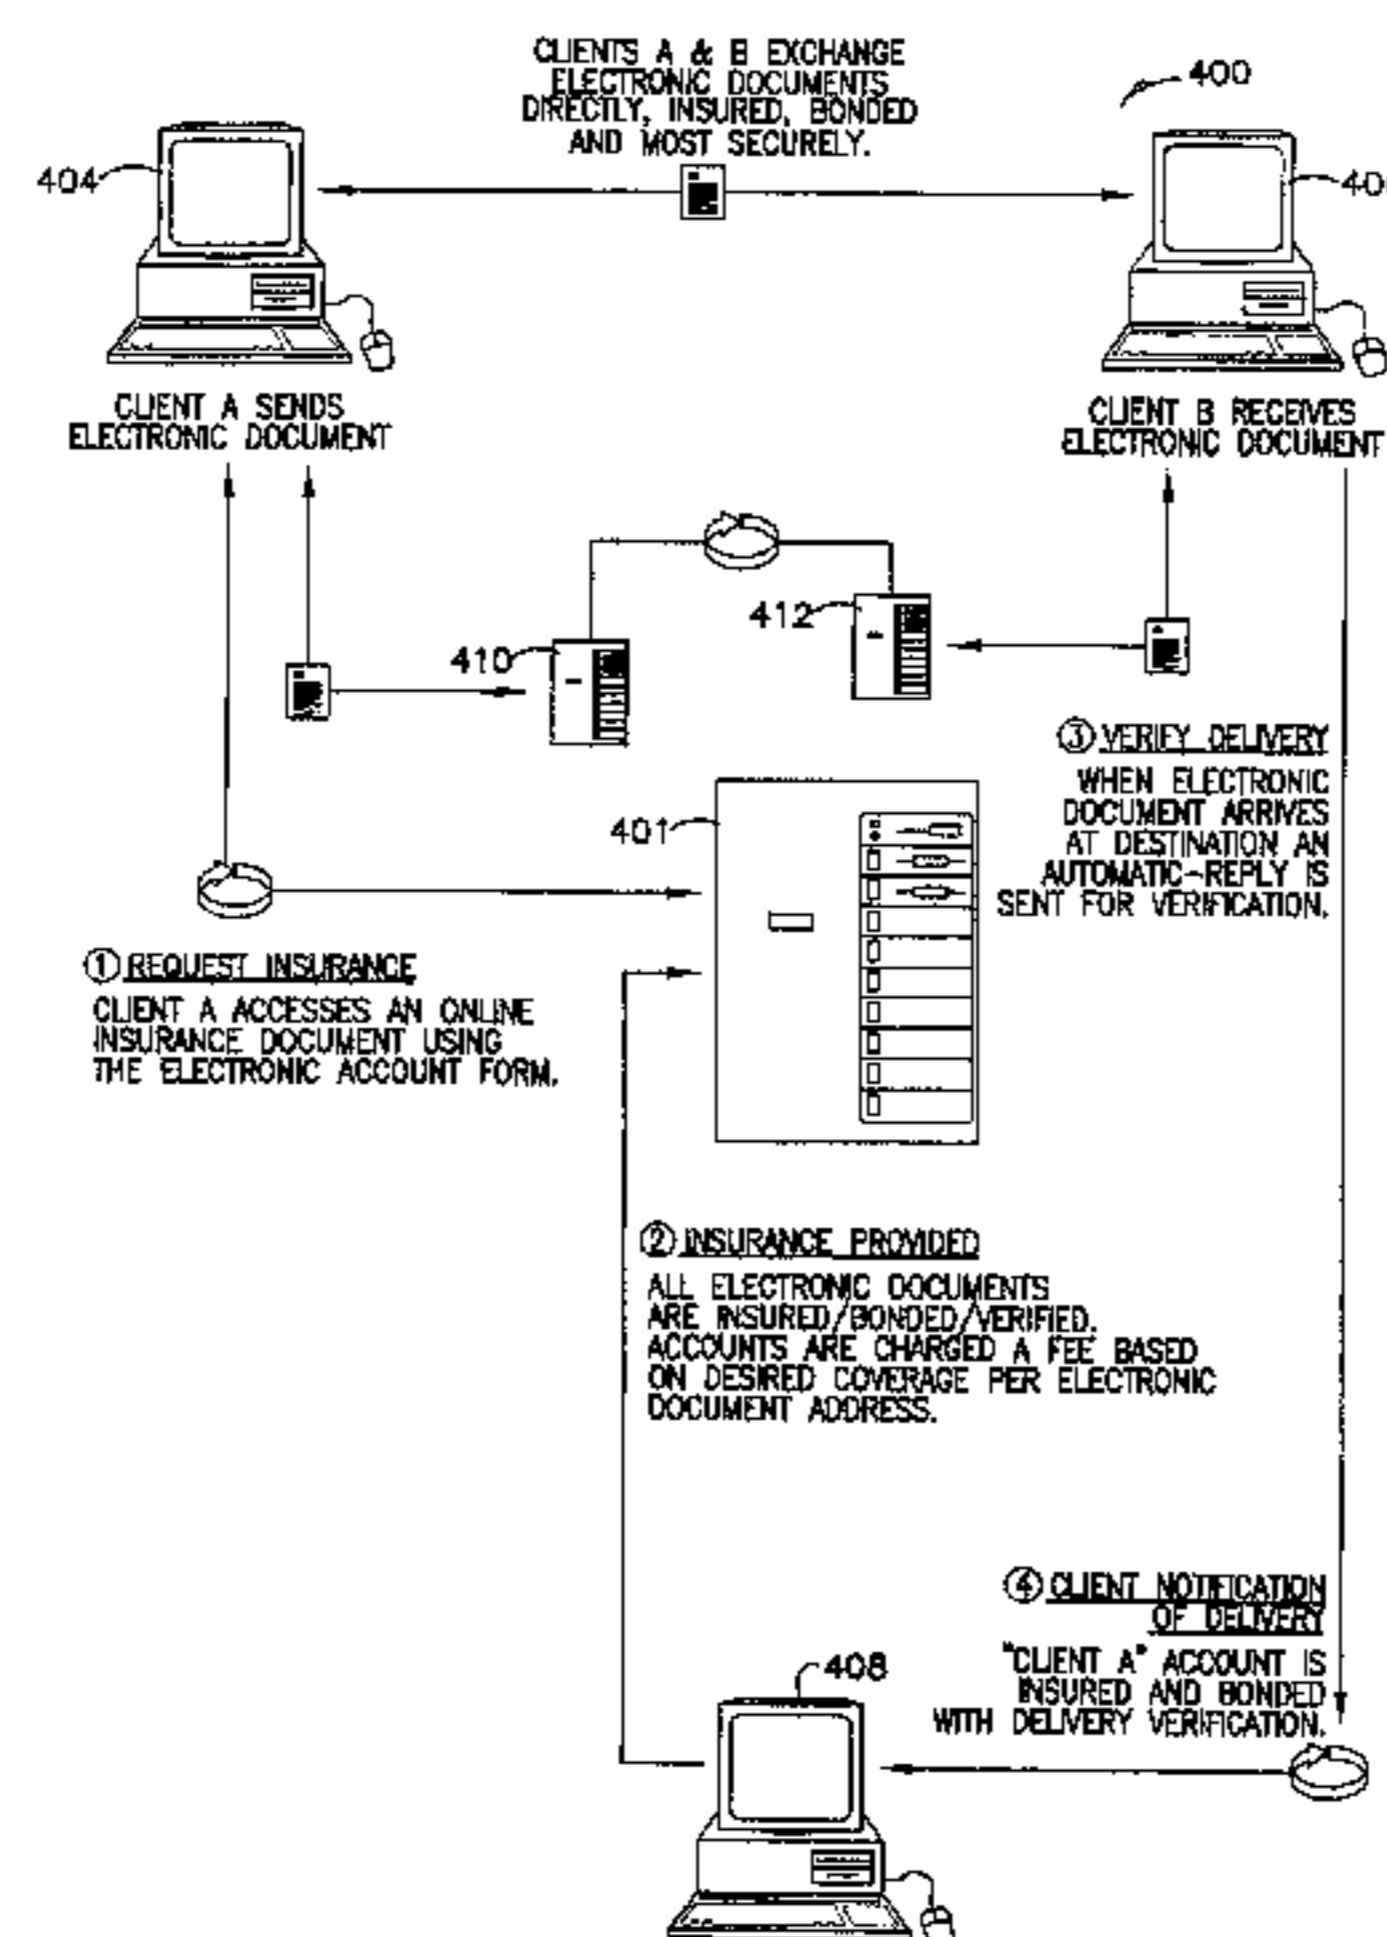 CLIENTS A & B EXCHANGE
ELECTRONIC DOCUMENTS
DIRECTLY, INSURED, BONDED
AND MOST SECURELY.
400
404
CLIENT A SENDS
ELECTRONIC DOCUMENT
CLIENT B RECEIVES
ELECTRONIC DOCUMENT
412
410
③ VERIFY DELIVERY
WHEN ELECTRONIC
DOCUMENT ARRIVES
AT DESTINATION AN
AUTOMATIC-REPLY IS
SENT FOR VERIFICATION.
401
① REQUEST INSURANCE
CLIENT A ACCESSES AN ONLINE
INSURANCE DOCUMENT USING
THE ELECTRONIC ACCOUNT FORM.
② INSURANCE PROVIDED
ALL ELECTRONIC DOCUMENTS
ARE INSURED/BONDED/VERIFIED.
ACCOUNTS ARE CHARGED A FEE BASED
ON DESIRED COVERAGE PER ELECTRONIC
DOCUMENT ADDRESS.
④ CLIENT NOTIFICATION
OF DELIVERY
"CLIENT A" ACCOUNT IS
INSURED AND BONDED
WITH DELIVERY VERIFICATION.
408